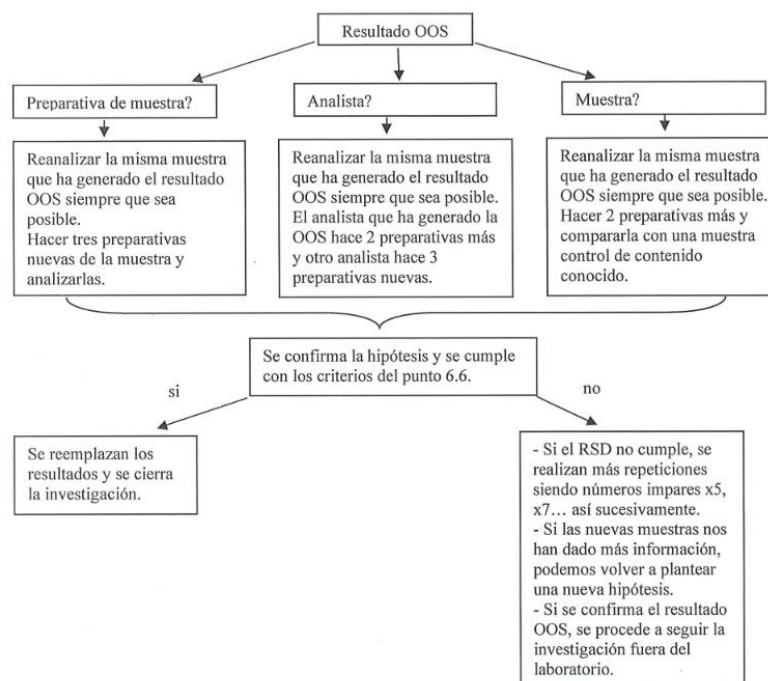 Resultado OOS
Preparativa de muestra?
Analista?
Muestra?
Reanalizar la misma muestra
que ha generado el resultado
OOS siempre que sea
posible.
Hacer tres preparativas
nuevas de la muestra y
analizarlas.
Reanalizar la misma muestra
que ha generado el resultado
OOS siempre que sea posible.
El analista que ha generado la
OOS hace 2 preparativas más
y otro analista hace 3
preparativas nuevas.
Reanalizar la misma muestra
que ha generado el resultado
OOS siempre que sea posible.
Hacer 2 preparativas más y
compararla con una muestra
control de contenido
conocido.
Se confirma la hipótesis y se cumple
con los criterios del punto 6.6.
si
no
Se reemplazan los
resultados y se cierra
la investigación.
- Si el RSD no cumple, se
realizan más repeticiones
siendo números impares x5,
x7... así sucesivamente.
- Si las nuevas muestras nos
han dado más información,
podemos volver a plantear
una nueva hipótesis.
- Si se confirma el resultado
OOS, se procede a seguir la
investigación fuera del
laboratorio.